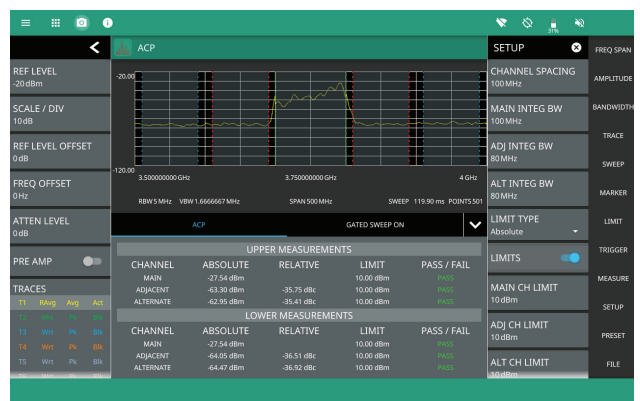 31%
ACP
SETUP
FREQ SPAN
AMPLITUDE
BANDWIDTH
TRACE
SWEEP
MARKER
LIMIT
TRIGGER
MEASURE
SETUP
PRESET
FILE
REF LEVEL
-20 dBm
SCALE / DIV
10 dB
REF LEVEL OFFSET
0 dB
FREQ OFFSET
0 Hz
ATTEN LEVEL
0 dB
PRE AMP
TRACES
T1 RAvg Avg Act
T2 Wrt Pk Blk
T3 Wrt Pk Blk
T4 Wrt Pk Blk
T5 Wrt Pk Blk
-20.00
-120.00
3.500000000 GHz 3.750000000 GHz 4 GHz
RBW 5 MHz VBW 1.6666667 MHz SPAN 500 MHz SWEEP 119.90 ms POINTS 501
ACP GATED SWEEP ON
UPPER MEASUREMENTS
CHANNEL ABSOLUTE RELATIVE LIMIT PASS / FAIL
MAIN -27.54 dBm 10.00 dBm PASS
ADJACENT -63.30 dBm -35.75 dBc 10.00 dBm PASS
ALTERNATE -62.95 dBm -35.41 dBc 10.00 dBm PASS
LOWER MEASUREMENTS
CHANNEL ABSOLUTE RELATIVE LIMIT PASS / FAIL
MAIN -27.54 dBm 10.00 dBm PASS
ADJACENT -64.05 dBm -36.51 dBc 10.00 dBm PASS
ALTERNATE -64.47 dBm -36.92 dBc 10.00 dBm PASS
CHANNEL SPACING
100 MHz
MAIN INTEG BW
100 MHz
ADJ INTEG BW
80 MHz
ALT INTEG BW
80 MHz
LIMIT TYPE
Absolute
LIMITS
MAIN CH LIMIT
10 dBm
ADJ CH LIMIT
10 dBm
ALT CH LIMIT
10 dBm